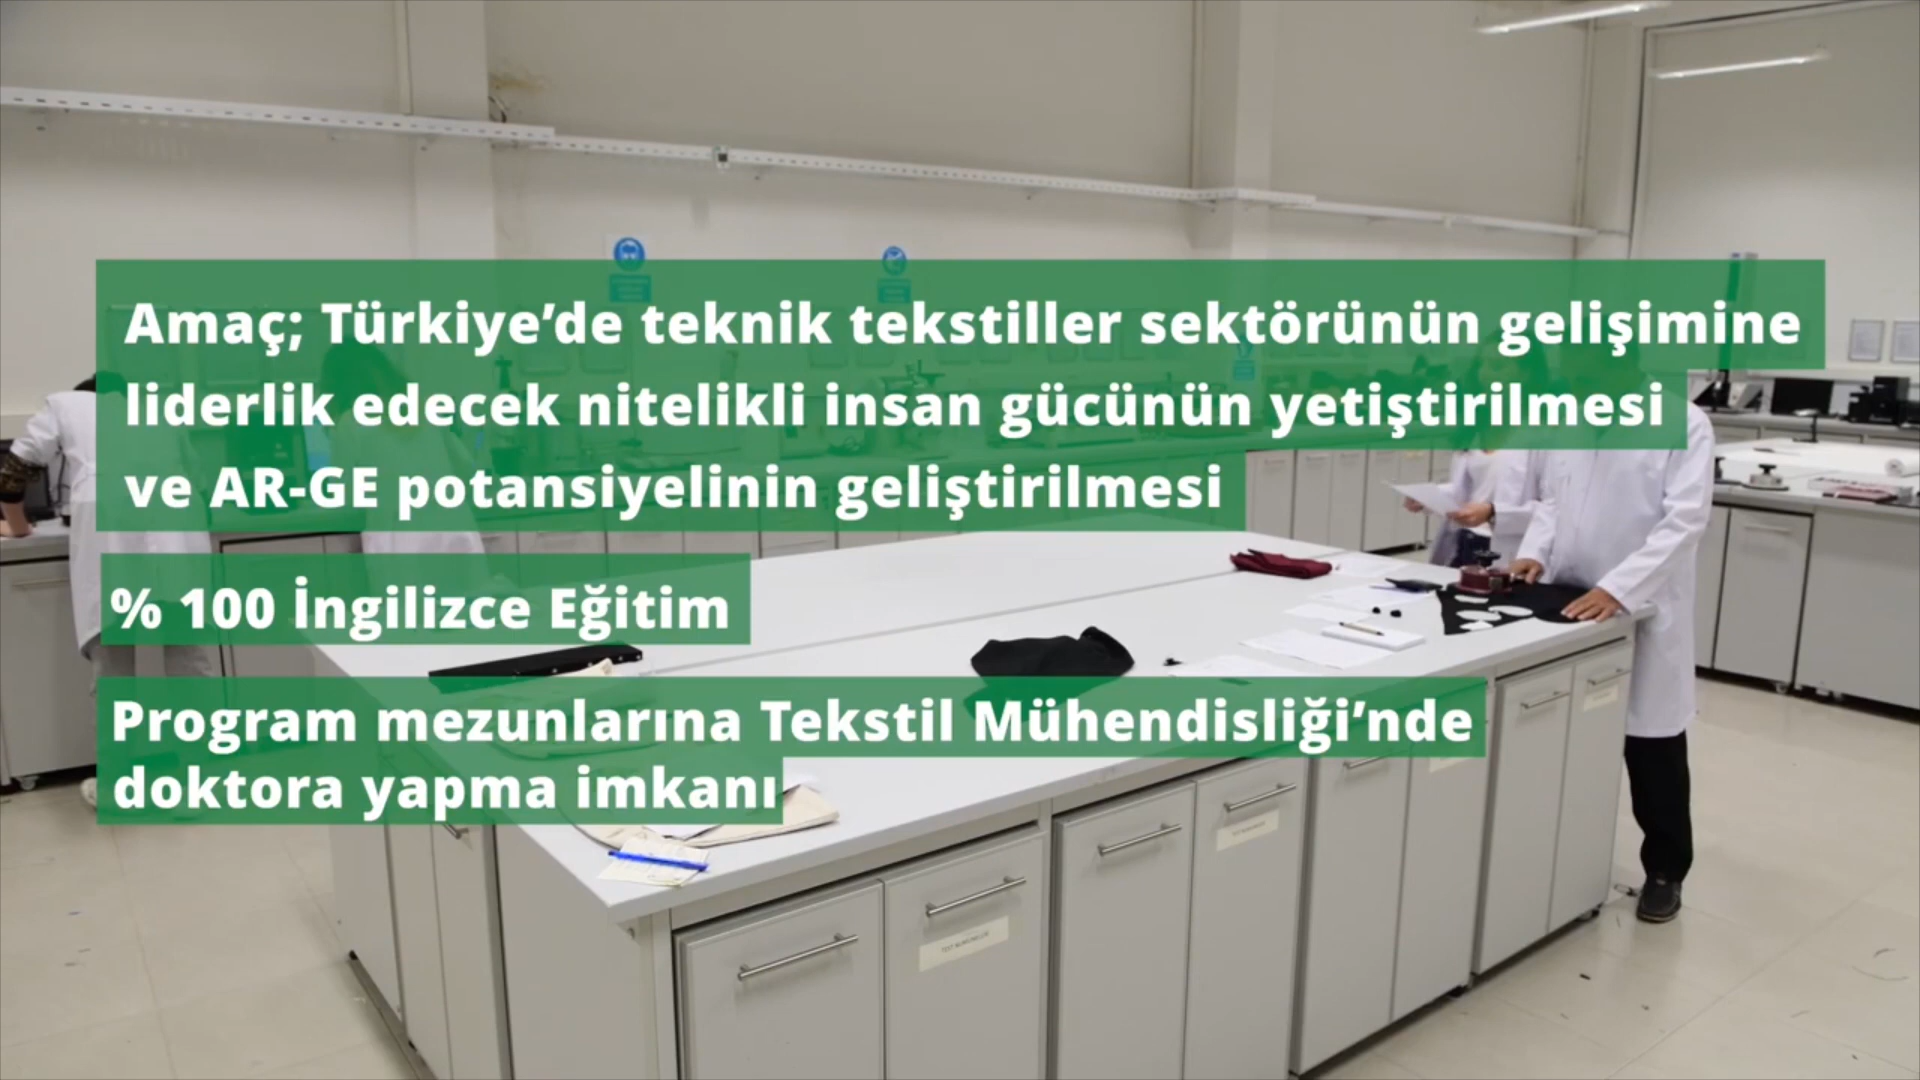 Amaç; Türkiye’de teknik tekstiller sektörünün gelişimine
liderlik edecek nitelikli insan gücünün yetiştirilmesi
ve AR-GE potansiyelinin geliştirilmesi
% 100 İngilizce Eğitim
Program mezunlarına Tekstil Mühendisliği’nde
doktora yapma imkanı